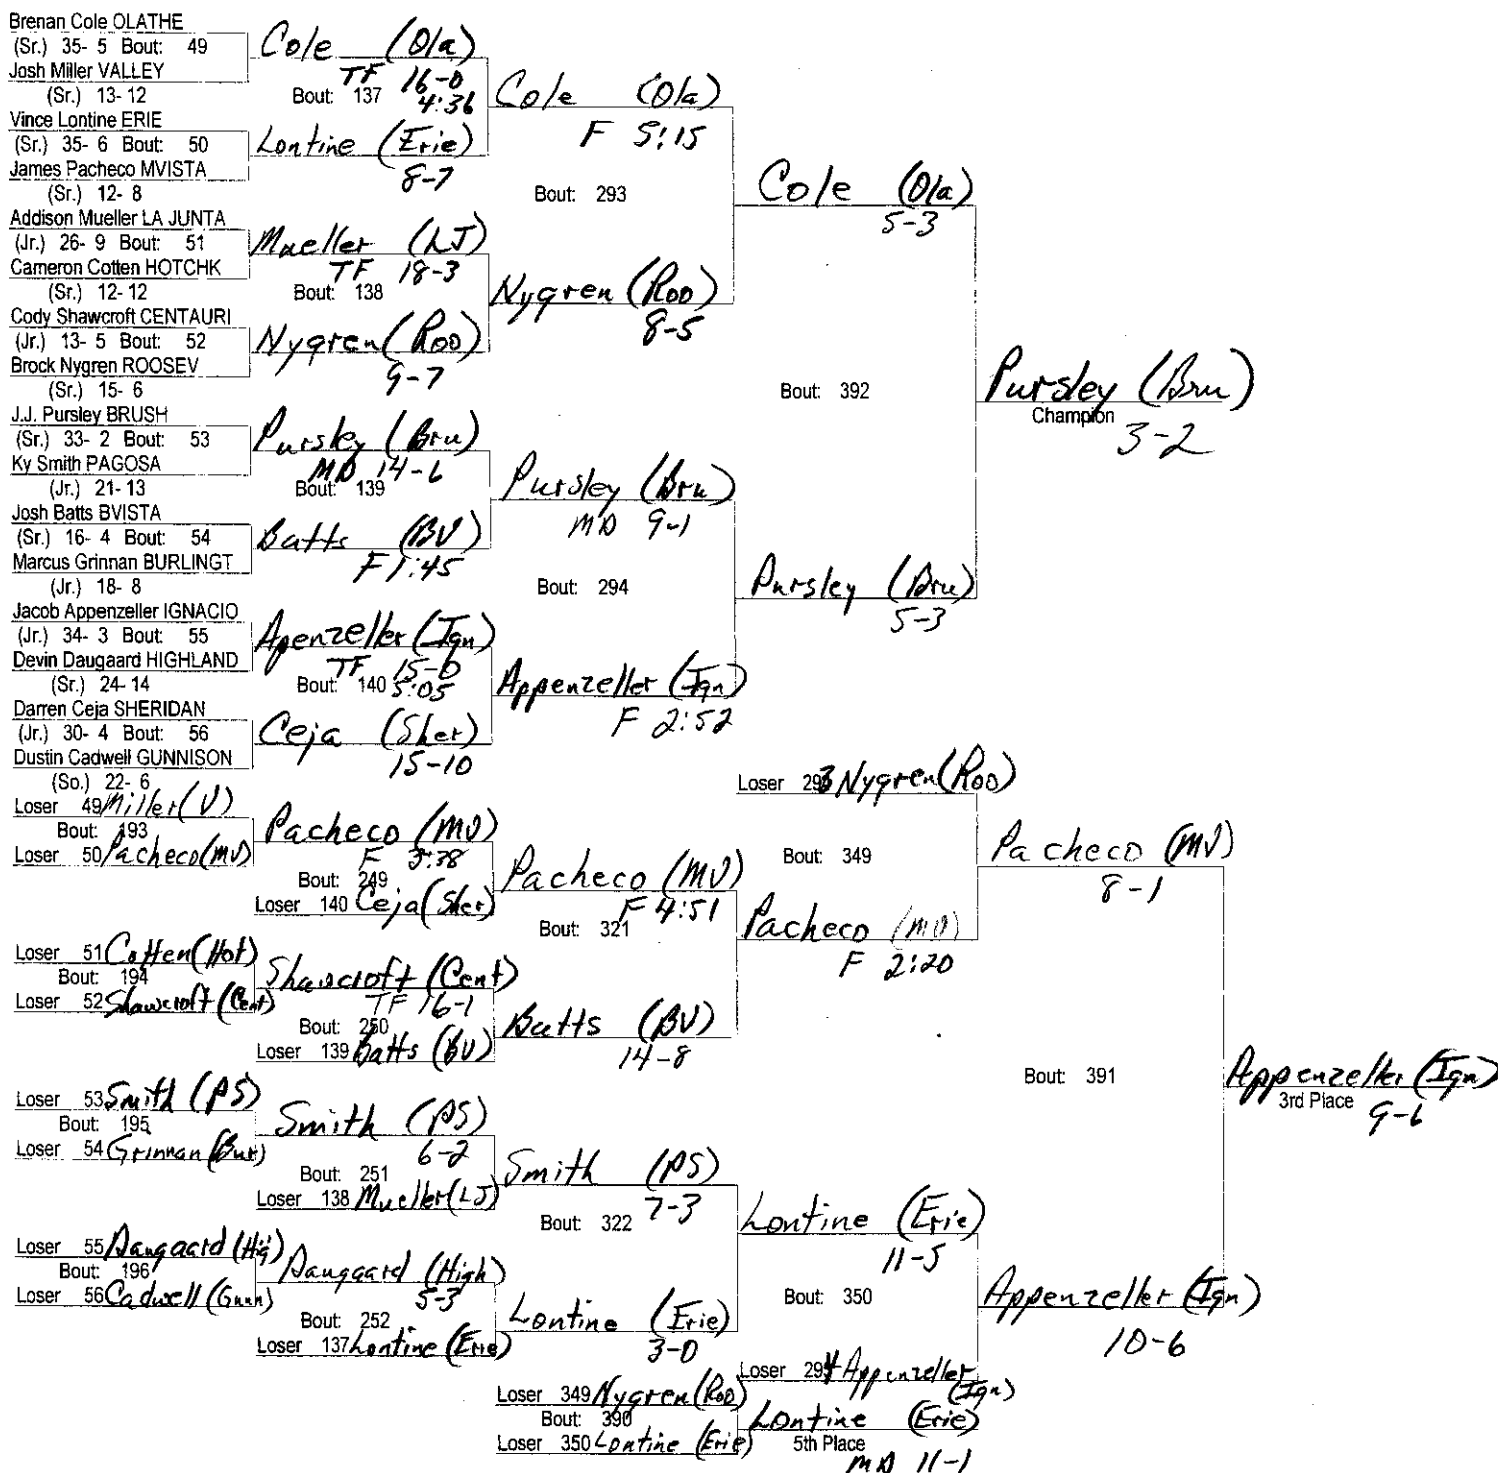 Brenan Cole OLATHE
(Sr.) 35- 5 Bout: 49
Josh Miller VALLEY
(Sr.) 13- 12
Vince Lontine ERIE
(Sr.) 35- 6 Bout: 50
James Pacheco MVISTA
(Sr.) 12- 8
Addison Mueller LA JUNTA
(Jr.) 26- 9 Bout: 51
Cameron Cotten HOTCHK
(Sr.) 12- 12
Cody Shawcroft CENTAURI
(Jr.) 13- 5 Bout: 52
Brock Nygren ROOSEV
(Sr.) 15- 6
J.J. Pursley BRUSH
(Sr.) 33- 2 Bout: 53
Ky Smith PAGOSA
(Jr.) 21- 13
Josh Batts BVISTA
(Sr.) 16- 4 Bout: 54
Marcus Grinnan BURLINGT
(Jr.) 18- 8
Jacob Appenzeller IGNACIO
(Jr.) 34- 3 Bout: 55
Devin Daugaard HIGHLAND
(Sr.) 24- 14
Darren Ceja SHERIDAN
(Jr.) 30- 4 Bout: 56
Dustin Cadwell GUNNISON
(So.) 22- 6
Cole (Ola)
TF 16-0
Bout: 137 4:36
Lontine (Erie)
8-7
Mueller (LJ)
TF 18-3
Bout: 138
Nygren (Roo)
9-7
Pursley (Bru)
MD 14-6
Bout: 139
Batts (BV)
F 1:45
Apenzeller (Ign)
TF 15-0
Bout: 140 5:05
Ceja (Sher)
15-10
Cole (Ola)
F 5:15
Bout: 293
Nygren (Roo)
8-5
Pursley (Bru)
MD 9-1
Bout: 294
Appenzeller (Ign)
F 2:52
Cole (Ola)
5-3
Bout: 392
Pursley (Bru)
5-3
Pursley (Bru)
Champion
3-2
Loser 49 Miller (V)
Bout: 193
Loser 50 Pacheco (MV)
Loser 51 Cotten (Hot)
Bout: 194
Loser 52 Shawcroft (Cent)
Loser 53 Smith (PS)
Bout: 195
Loser 54 Grinnan (Bur)
Loser 55 Daugaard (Hig)
Bout: 196
Loser 56 Cadwell (Gunn)
Pacheco (MV)
F 3:38
Bout: 249
Loser 140 Ceja (Sher)
Shawcroft (Cent)
TF 16-1
Bout: 250
Loser 139 Batts (BV)
Smith (PS)
6-2
Bout: 251
Loser 138 Mueller (LJ)
Daugaard (High)
5-3
Bout: 252
Loser 137 Lontine (Erie)
Pacheco (MV)
F 4:51
Bout: 321
Batts (BV)
14-8
Smith (PS)
7-3
Bout: 322
Lontine (Erie)
3-0
Loser 293 Nygren (Roo)
Bout: 349
Pacheco (MV)
F 2:20
Lontine (Erie)
11-5
Bout: 350
Loser 294 Appenzeller (Ign)
Pacheco (MV)
8-1
Bout: 391
Appenzeller (Ign)
10-6
Appenzeller (Ign)
3rd Place
9-6
Loser 349 Nygren (Roo)
Bout: 390
Loser 350 Lontine (Erie)
Lontine (Erie)
5th Place
MD 11-1